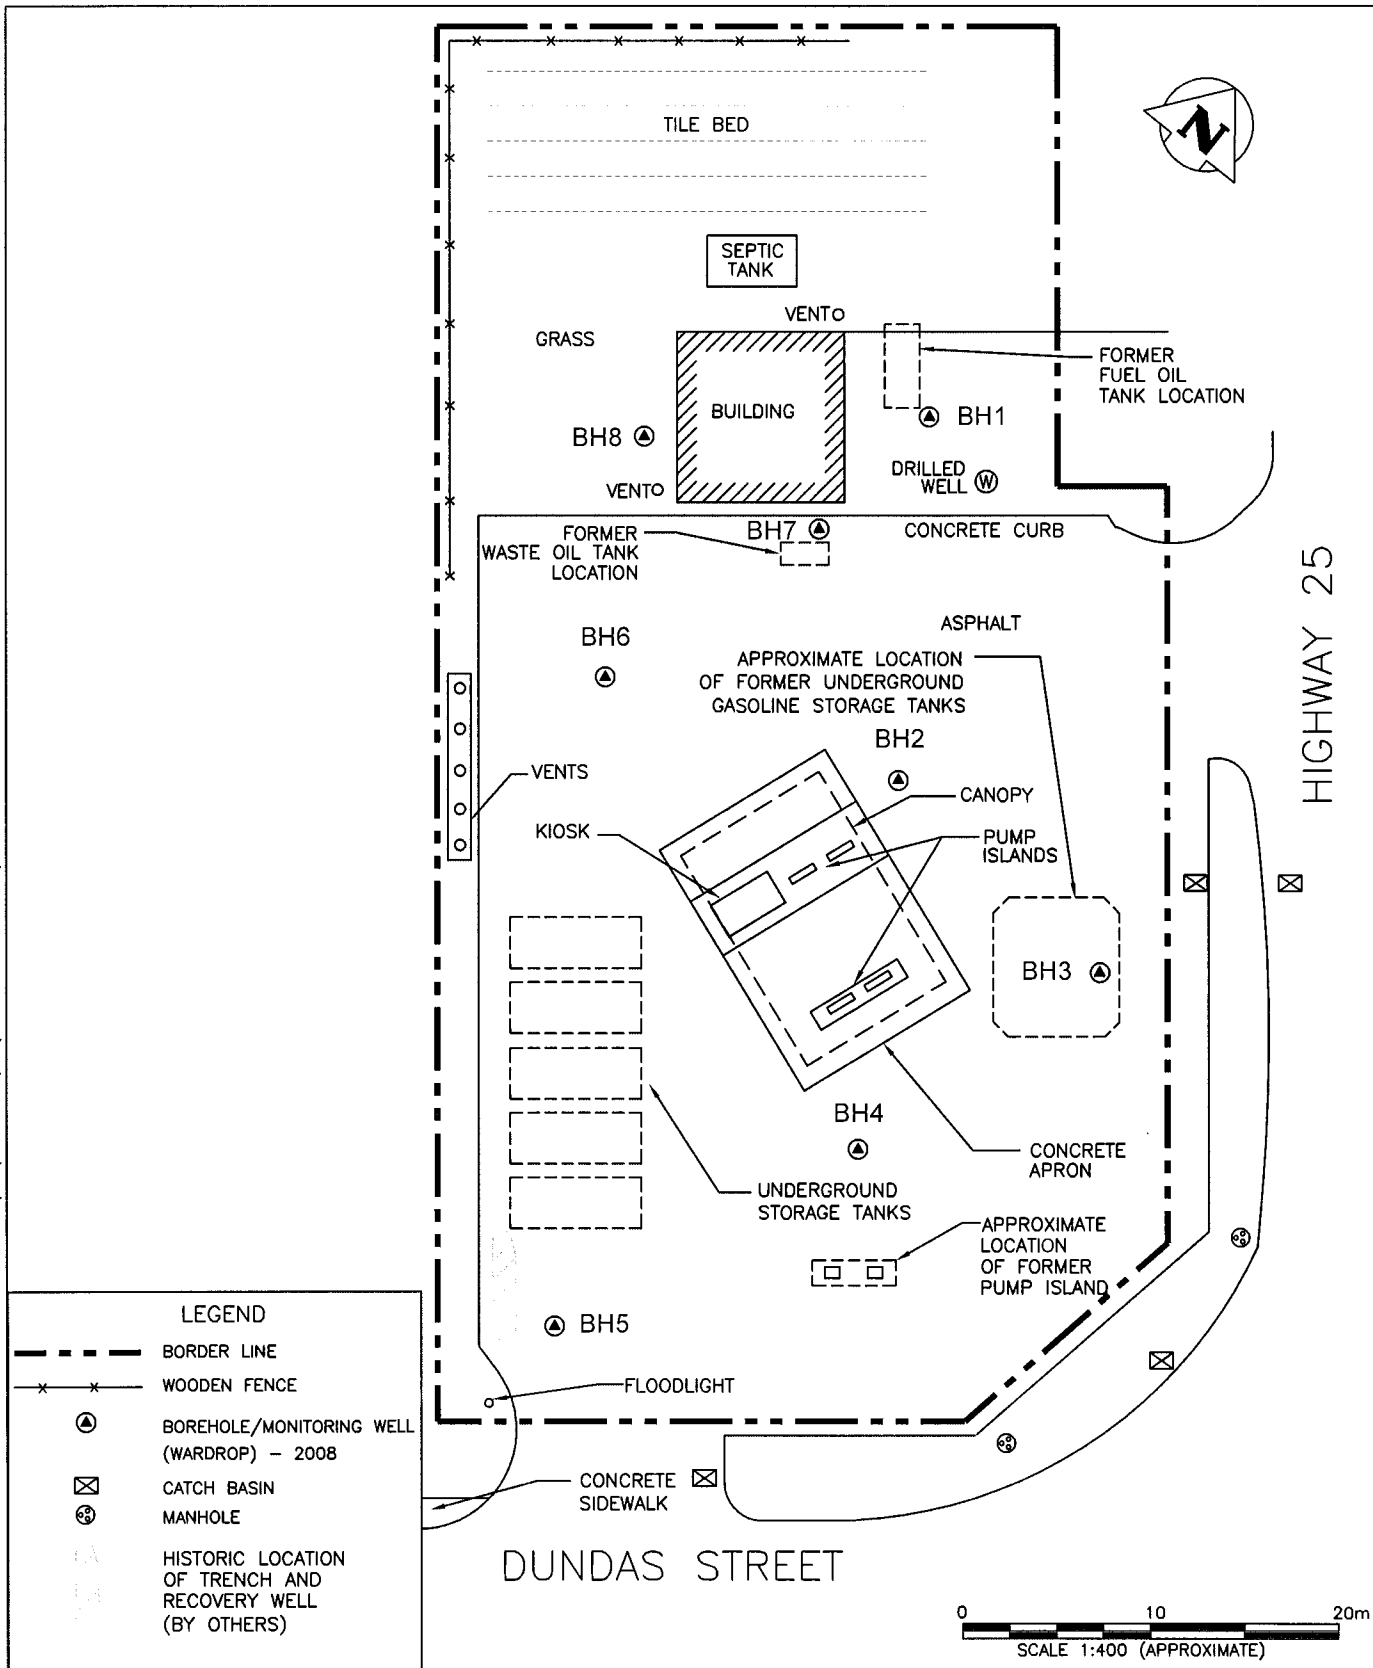 TILE BED
N
SEPTIC
TANK
VENT
GRASS
FORMER
FUEL OIL
TANK LOCATION
BUILDING
BH1
BH8
DRILLED
WELL
W
VENT
BH7
CONCRETE CURB
FORMER
WASTE OIL TANK
LOCATION
HIGHWAY 25
ASPHALT
BH6
APPROXIMATE LOCATION
OF FORMER UNDERGROUND
GASOLINE STORAGE TANKS
BH2
VENTS
CANOPY
KIOSK
PUMP
ISLANDS
BH3
BH4
CONCRETE
APRON
UNDERGROUND
STORAGE TANKS
APPROXIMATE
LOCATION
OF FORMER
PUMP ISLAND
BH5
FLOODLIGHT
LEGEND
BORDER LINE
WOODEN FENCE
BOREHOLE/MONITORING WELL
(WARDROP) - 2008
CATCH BASIN
MANHOLE
HISTORIC LOCATION
OF TRENCH AND
RECOVERY WELL
(BY OTHERS)
CONCRETE
SIDEWALK
DUNDAS STREET
0 10 20m
SCALE 1:400 (APPROXIMATE)